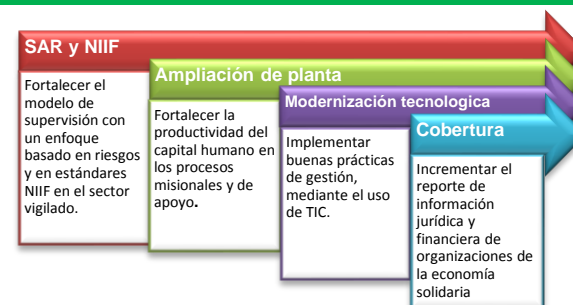 SAR y NIIF
Fortalecer el
modelo de
supervisión con
un enfoque
basado en riesgos
y en estándares
NIIF en el sector
vigilado.
Ampliación de planta
Fortalecer la
productividad del
capital humano en
los procesos
misionales y de
apoyo.
Modernización tecnologica
Implementar
buenas prácticas
de gestión,
mediante el uso
de TIC.
Cobertura
Incrementar el
reporte de
información
jurídica y
financiera de
organizaciones de
la economía
solidaria